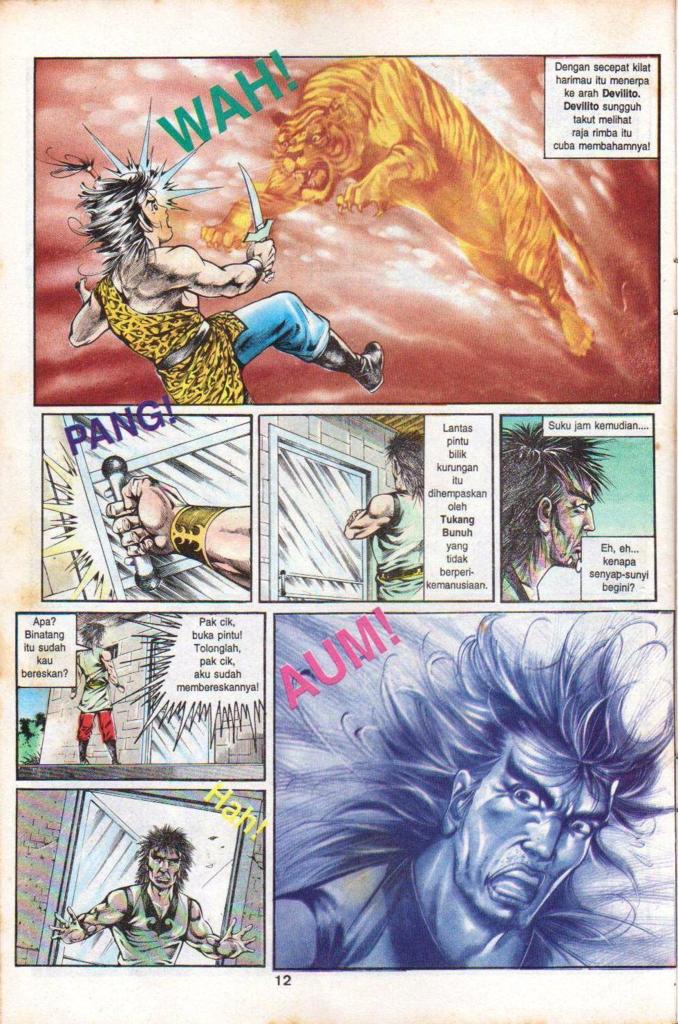 WAH!
Dengan secepat kilat
harimau itu menerpa
ke arah Devilito.
Devilito sungguh
takut melihat
raja rimba itu
cuba membahamnya!
PANG!
Lantas
pintu
bilik
kurungan
itu
dihempaskan
oleh
Tukang
Bunuh
yang
tidak
berperi-
kemanusiaan.
Suku jam kemudian....
Eh, eh...
kenapa
senyap-sunyi
begini?
Apa?
Binatang
itu sudah
kau
bereskan?
Pak cik,
buka pintu!
Tolonglah,
pak cik,
aku sudah
membereskannya!
AUM!
Hah!
12